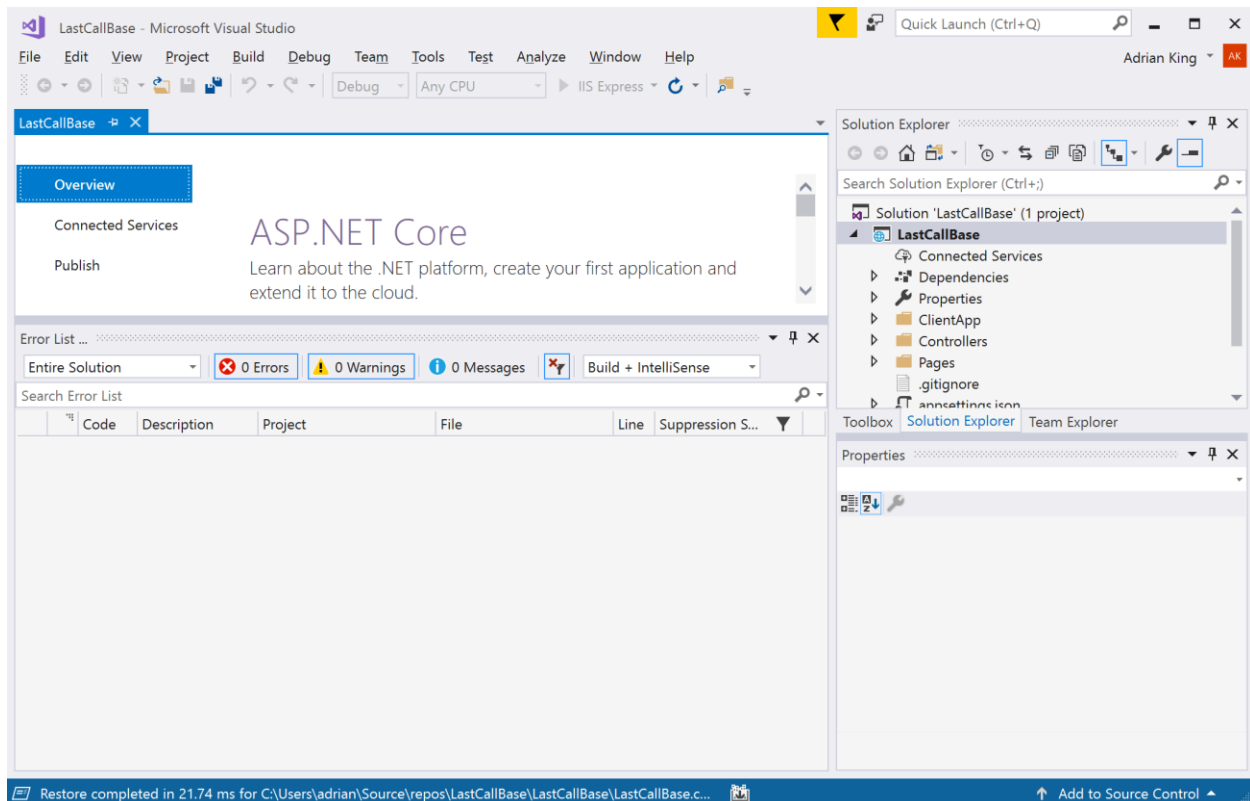 LastCallBase - Microsoft Visual Studio
Quick Launch (Ctrl+Q)
File Edit View Project Build Debug Team Tools Test Analyze Window Help
Adrian King AK
Debug Any CPU IIS Express
LastCallBase
Overview
Connected Services
Publish
ASP.NET Core
Learn about the .NET platform, create your first application and
extend it to the cloud.
Error List ...
Entire Solution 0 Errors 0 Warnings 0 Messages Build + IntelliSense
Search Error List
Code Description Project File Line Suppression S...
Solution Explorer
Search Solution Explorer (Ctrl+;)
Solution 'LastCallBase' (1 project)
LastCallBase
Connected Services
Dependencies
Properties
ClientApp
Controllers
Pages
.gitignore
appsettings.json
Toolbox Solution Explorer Team Explorer
Properties
Restore completed in 21.74 ms for C:\Users\adrian\Source\repos\LastCallBase\LastCallBase\LastCallBase.c...
Add to Source Control